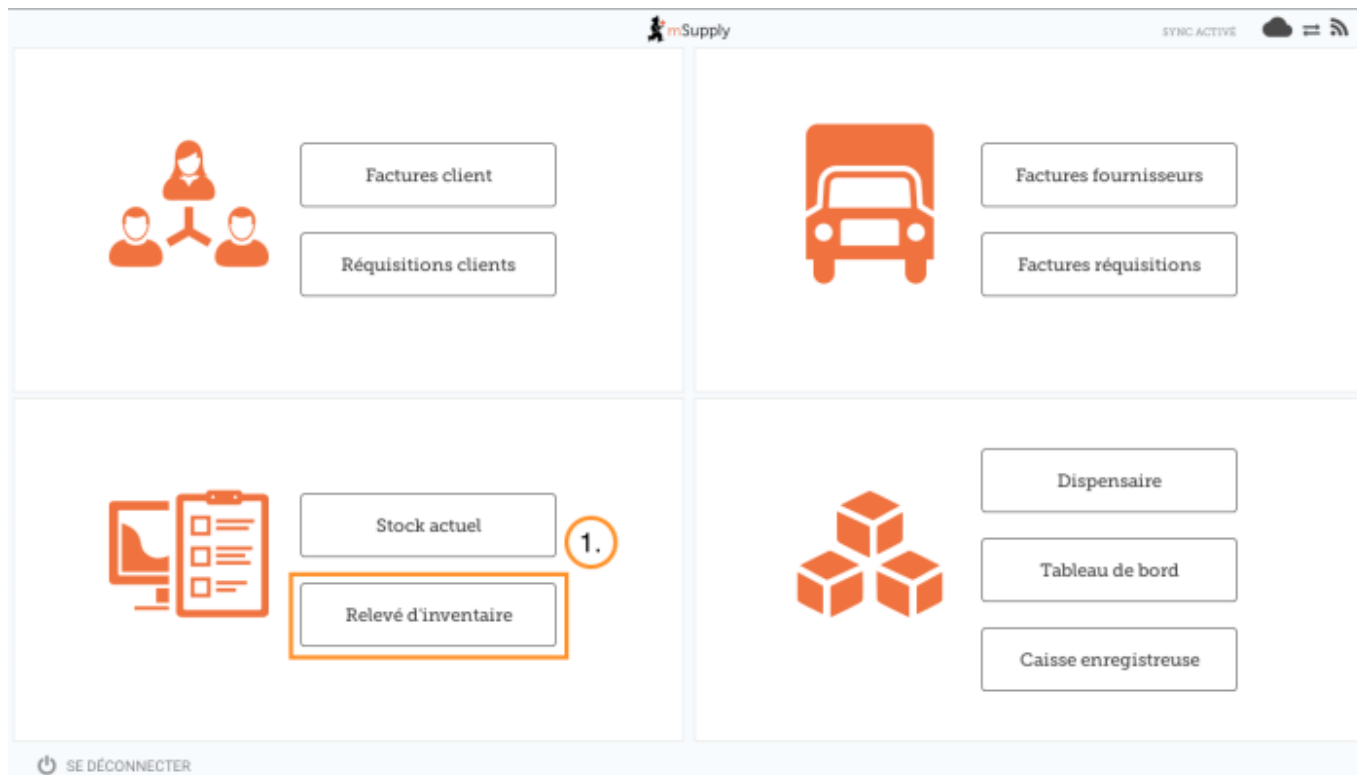 mSupply
SYNC ACTIVE
Factures client
Réquisitions clients
Factures fournisseurs
Factures réquisitions
Stock actuel
1.
Relevé d'inventaire
Dispensaire
Tableau de bord
Caisse enregistreuse
SE DÉCONNECTER